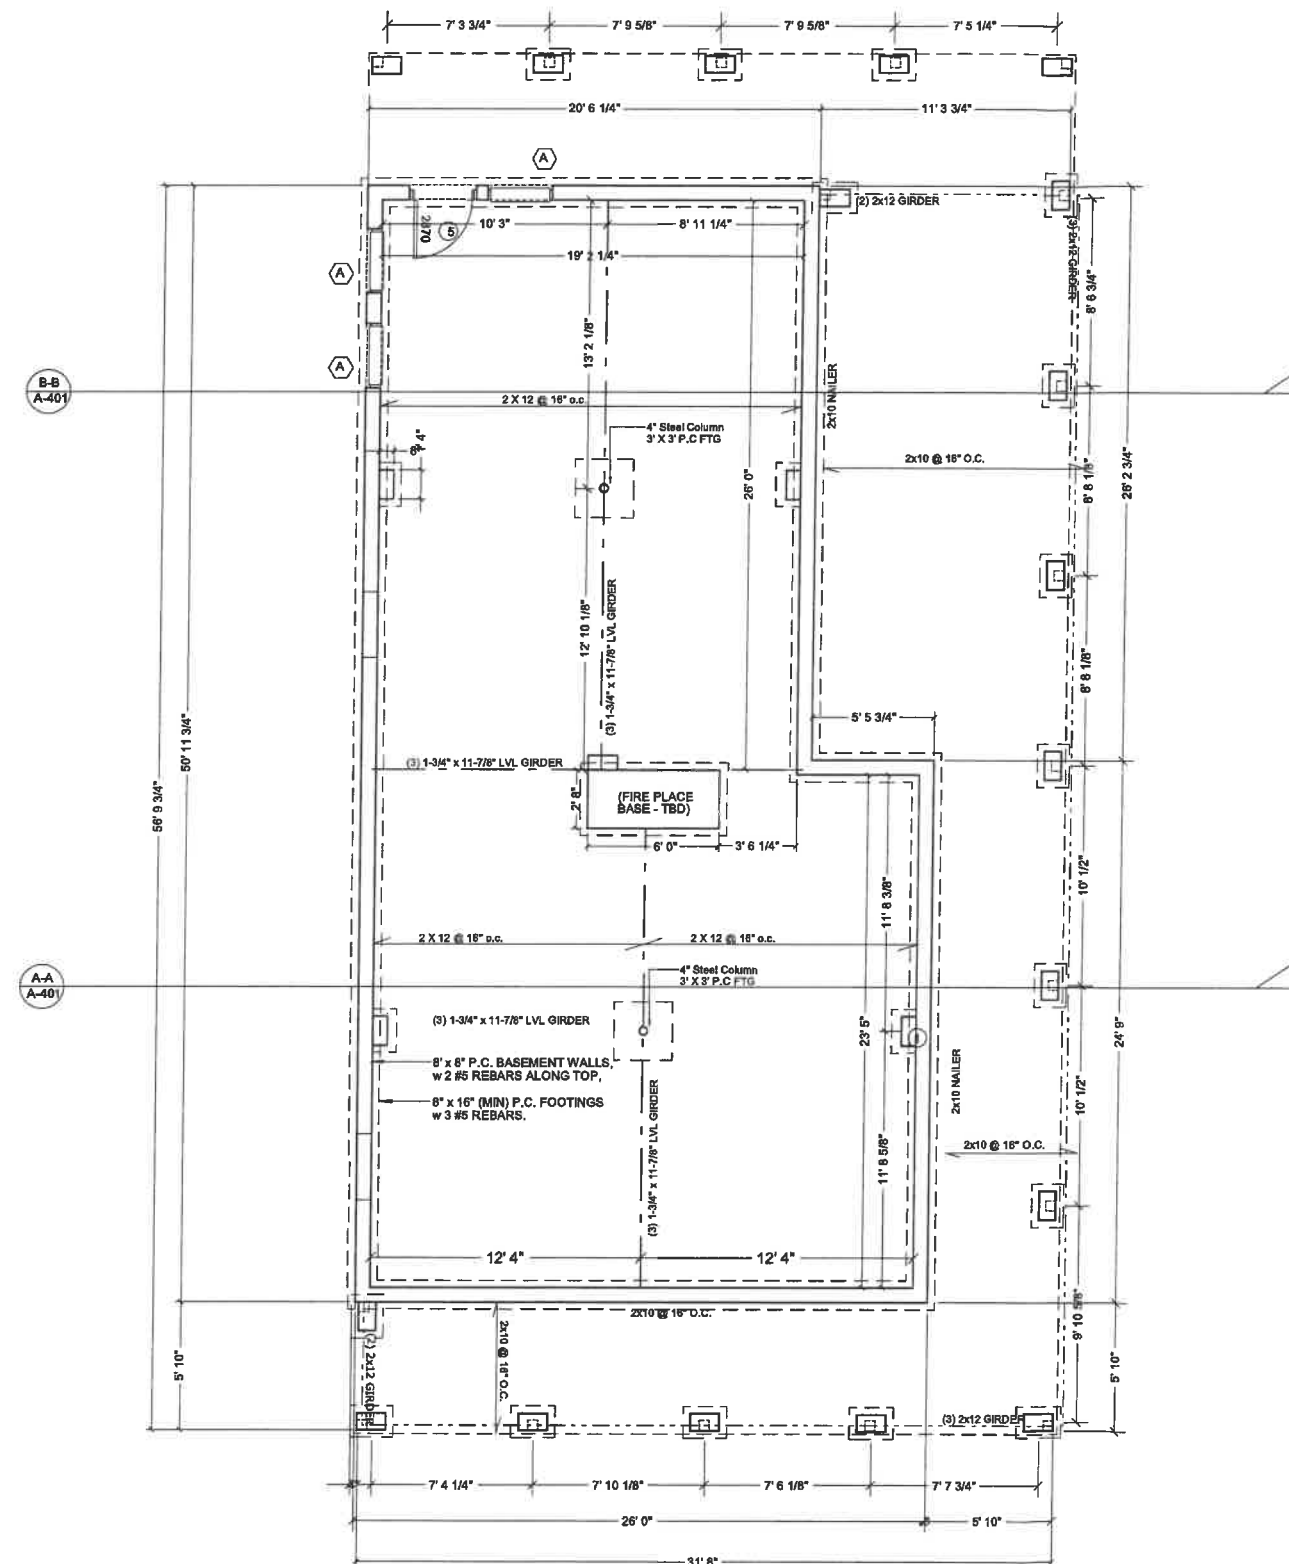 7' 3 3/4"
7' 9 5/8"
7' 9 5/8"
7' 5 1/4"
20' 6 1/4"
11' 3 3/4"
A
(2) 2x12 GIRDER
2870
5
10' 3"
8' 11 1/4"
19' 2 1/4"
(3) 2x12 GIRDER
8' 6 3/4"
A
13' 2 1/8"
A
B-B
A-401
2 X 12 @ 16" o.c.
2x10 NAILER
4" Steel Column
3' X 3' P.C FTG
2x10 @ 16" O.C.
26' 0"
8' 8 1/8"
26' 2 3/4"
12' 10 1/8"
(3) 1-3/4" x 11-7/8" LVL GIRDER
8' 8 1/8"
5' 5 3/4"
50' 11 3/4"
56' 9 3/4"
(3) 1-3/4" x 11-7/8" LVL GIRDER
2' 8"
(FIRE PLACE
BASE - TBD)
6' 0"
3' 6 1/4"
10' 1/2"
11' 8 3/8"
2 X 12 @ 16" o.c.
2 X 12 @ 16" o.c.
A-A
A-401
4" Steel Column
3' X 3' P.C FTG
(3) 1-3/4" x 11-7/8" LVL GIRDER
23' 5"
24' 9"
8' x 8" P.C. BASEMENT WALLS,
w 2 #5 REBARS ALONG TOP,
8" x 16" (MIN) P.C. FOOTINGS
w 3 #5 REBARS.
2x10 NAILER
10' 1/2"
(3) 1-3/4" x 11-7/8" LVL GIRDER
11' 8 5/8"
2x10 @ 16" O.C.
12' 4"
12' 4"
2x10 @ 16" O.C.
9' 10 5/8"
5' 10"
2x10 @ 16" O.C.
(2) 2x12 GIRDER
5' 10"
(3) 2x12 GIRDER
7' 4 1/4"
7' 10 1/8"
7' 6 1/8"
7' 7 3/4"
26' 0"
5' 10"
31' 8"